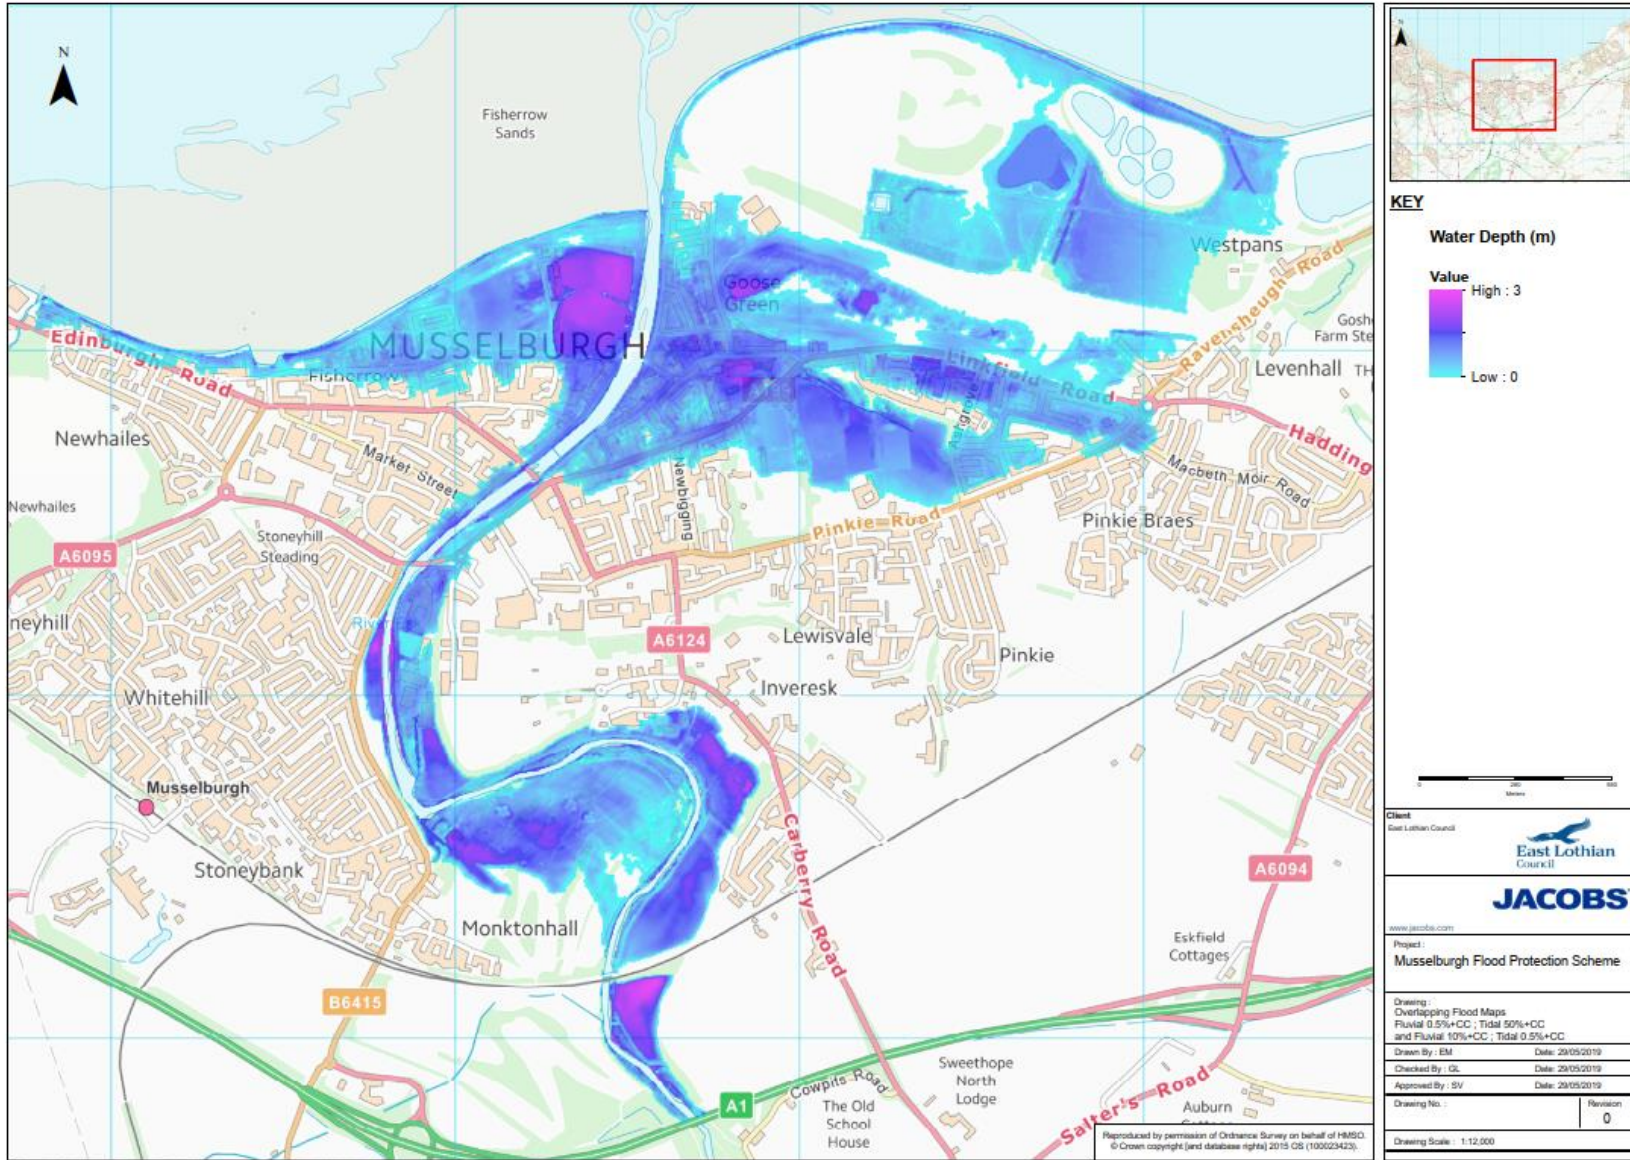 N
Fisherrow
Sands
Westpans
Goose
Green
MUSSELBURGH
Ravensheugh Road
Edinburgh Road
Fisherrow
Linkfield Road
Levenhall
Newhailes
Market Street
Ashgrove
Hadding
Newbigging
Macbeth Moir Road
Newhailes
Pinkie Road
Pinkie Braes
Stoneyhill
Steading
A6095
neyhill
A6124
Lewisvale
Pinkie
Inveresk
Whitehill
Musselburgh
Stoneybank
Carberry Road
A6094
Monktonhall
Eskfield
Cottages
B6415
Sweethope
North
Lodge
Cowpits Road
A1
The Old
School
House
Salter's Road
Auburn
Reproduced by permission of Ordnance Survey on behalf of HMSO.
© Crown copyright [and database rights] 2015 OS (100023423).
N
KEY
Water Depth (m)
Value
High : 3
Low : 0
Meters
Client
East Lothian Council
East Lothian
Council
JACOBS
www.jacobs.com
Project :
Musselburgh Flood Protection Scheme
Drawing :
Overlapping Flood Maps
Fluvial 0.5%+CC ; Tidal 50%+CC
and Fluvial 10%+CC ; Tidal 0.5%+CC
Drawn By : EM Date: 29/05/2019
Checked By : GL Date: 29/05/2019
Approved By : SV Date: 29/05/2019
Drawing No. : Revision
0
Drawing Scale : 1:12,000